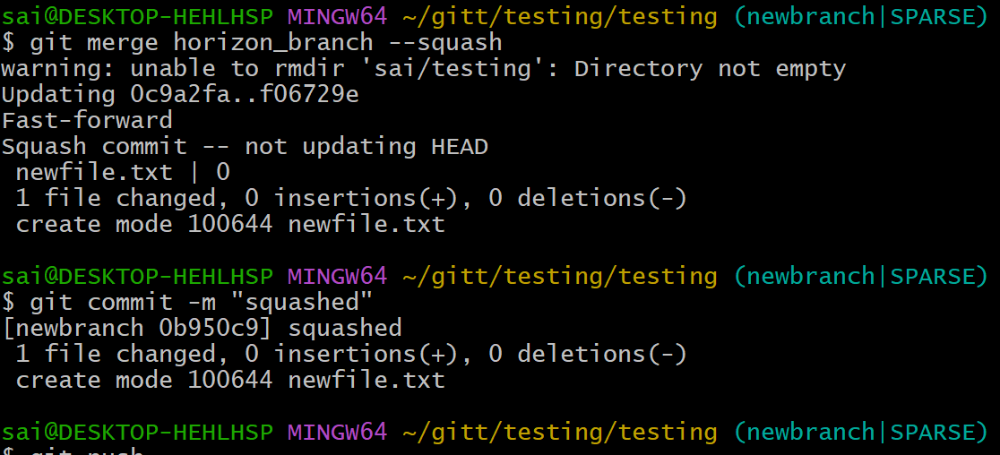 sai@DESKTOP-HEHLHSP MINGW64 ~/gitt/testing/testing (newbranch|SPARSE)
$ git merge horizon_branch --squash
warning: unable to rmdir 'sai/testing': Directory not empty
Updating 0c9a2fa..f06729e
Fast-forward
Squash commit -- not updating HEAD
 newfile.txt | 0
 1 file changed, 0 insertions(+), 0 deletions(-)
 create mode 100644 newfile.txt
sai@DESKTOP-HEHLHSP MINGW64 ~/gitt/testing/testing (newbranch|SPARSE)
$ git commit -m "squashed"
[newbranch 0b950c9] squashed
 1 file changed, 0 insertions(+), 0 deletions(-)
 create mode 100644 newfile.txt
sai@DESKTOP-HEHLHSP MINGW64 ~/gitt/testing/testing (newbranch|SPARSE)
$ git push